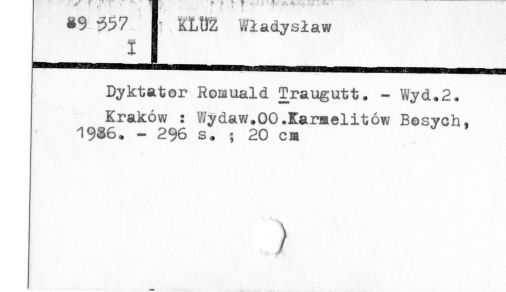 89 357 KLUZ Władysław
I
Dyktator Romuald Traugutt. - Wyd.2.
Kraków : Wydaw.OO.Karmelitów Bosych,
1986. - 296 s. ; 20 cm